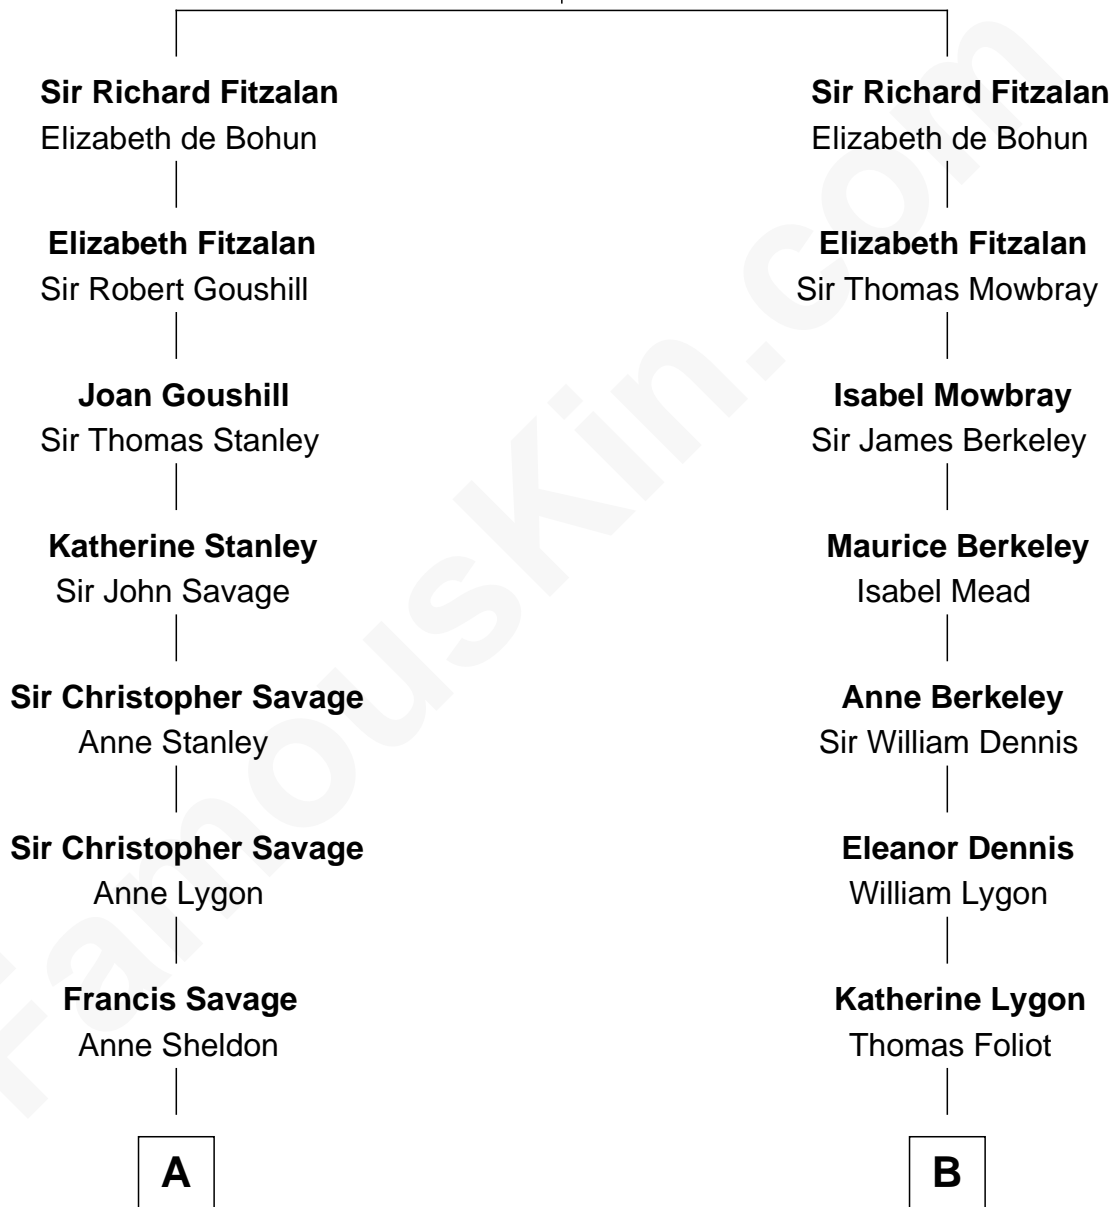 Sir Richard Fitzalan
Elizabeth de Bohun
Elizabeth Fitzalan
Sir Robert Goushill
Joan Goushill
Sir Thomas Stanley
Katherine Stanley
Sir John Savage
Sir Christopher Savage
Anne Stanley
Sir Christopher Savage
Anne Lygon
Francis Savage
Anne Sheldon
A
Sir Richard Fitzalan
Elizabeth de Bohun
Elizabeth Fitzalan
Sir Thomas Mowbray
Isabel Mowbray
Sir James Berkeley
Maurice Berkeley
Isabel Mead
Anne Berkeley
Sir William Dennis
Eleanor Dennis
William Lygon
Katherine Lygon
Thomas Foliot
B
FamousKin.com